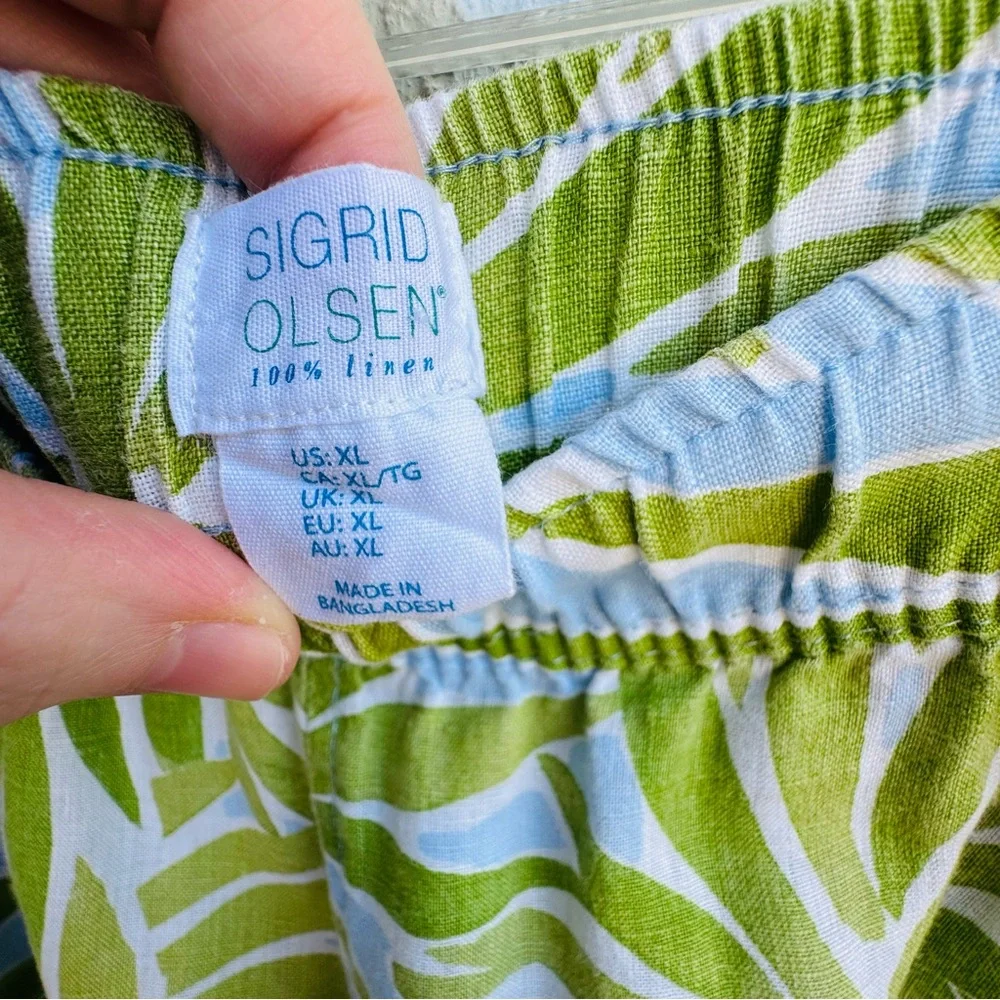 SIGRID
OLSEN®
100% linen
US: XL
CA: XL/TG
UK: XL
EU: XL
AU: XL
MADE IN
BANGLADESH